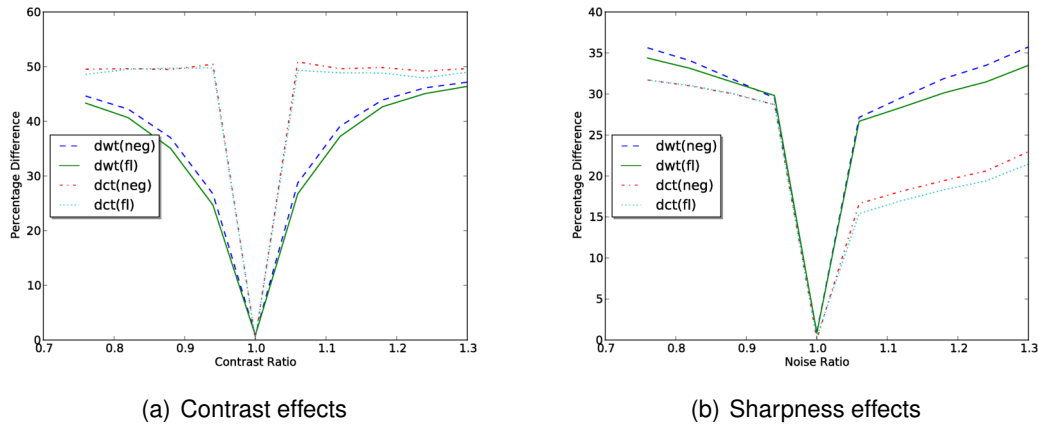 60
50
40
30
20
10
0
Percentage Difference
dwt(neg)
dwt(fl)
dct(neg)
dct(fl)
0.7 0.8 0.9 1.0 1.1 1.2 1.3
Contrast Ratio
(a) Contrast effects
40
35
30
25
20
15
10
5
0
Percentage Difference
dwt(neg)
dwt(fl)
dct(neg)
dct(fl)
0.7 0.8 0.9 1.0 1.1 1.2 1.3
Noise Ratio
(b) Sharpness effects